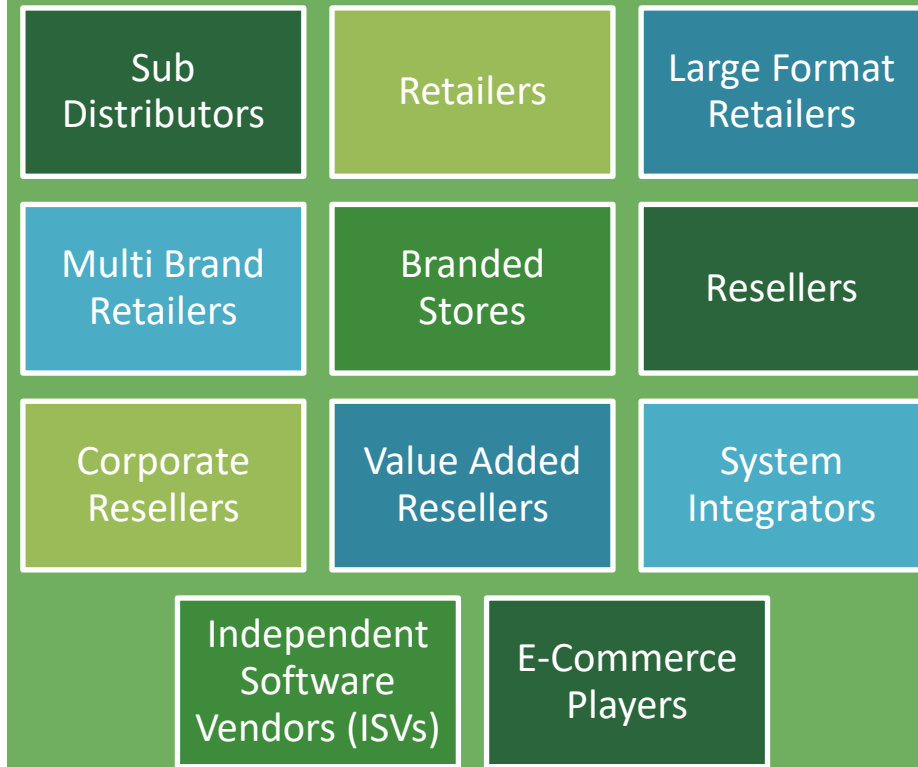 Sub
Distributors
Retailers
Large Format
Retailers
Multi Brand
Retailers
Branded
Stores
Resellers
Corporate
Resellers
Value Added
Resellers
System
Integrators
Independent
Software
Vendors (ISVs)
E-Commerce
Players